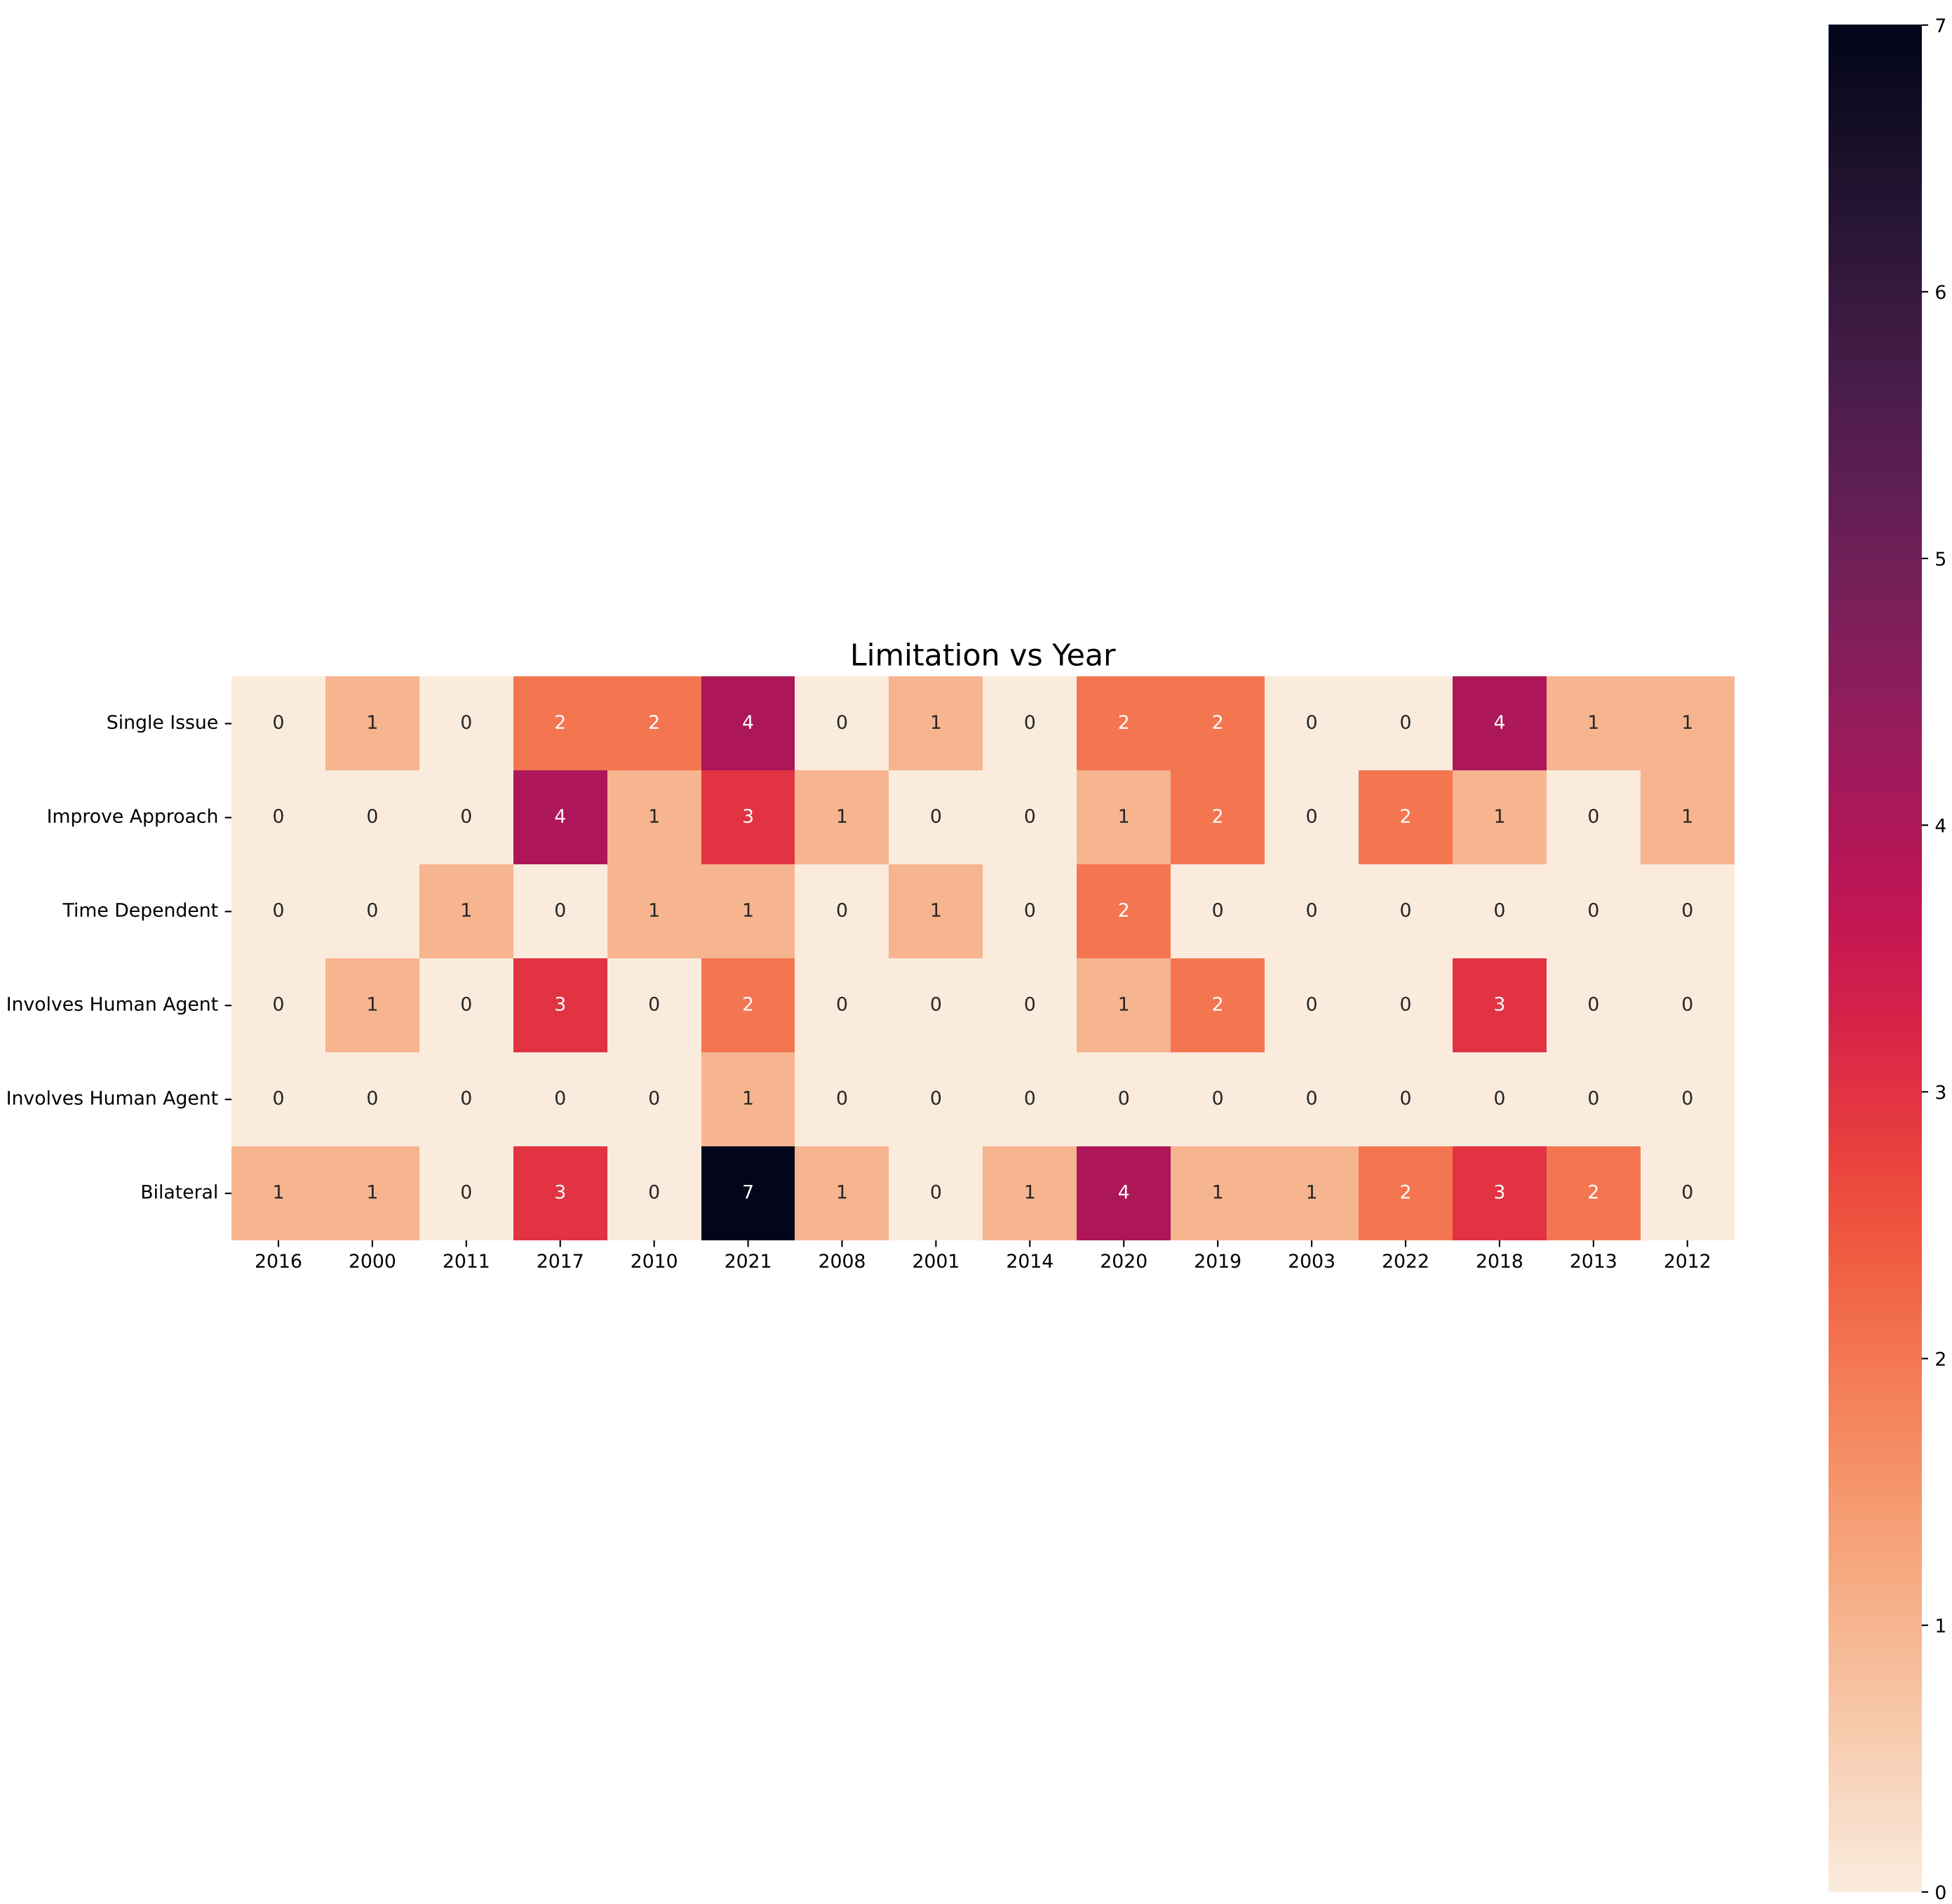 Limitation vs Year
Single Issue 0 1 0 2 2 4 0 1 0 2 2 0 0 4 1 1
Improve Approach 0 0 0 4 1 3 1 0 0 1 2 0 2 1 0 1
Time Dependent 0 0 1 0 1 1 0 1 0 2 0 0 0 0 0 0
Involves Human Agent 0 1 0 3 0 2 0 0 0 1 2 0 0 3 0 0
Involves Human Agent 0 0 0 0 0 1 0 0 0 0 0 0 0 0 0 0
Bilateral 1 1 0 3 0 7 1 0 1 4 1 1 2 3 2 0
2016 2000 2011 2017 2010 2021 2008 2001 2014 2020 2019 2003 2022 2018 2013 2012
7
6
5
4
3
2
1
0